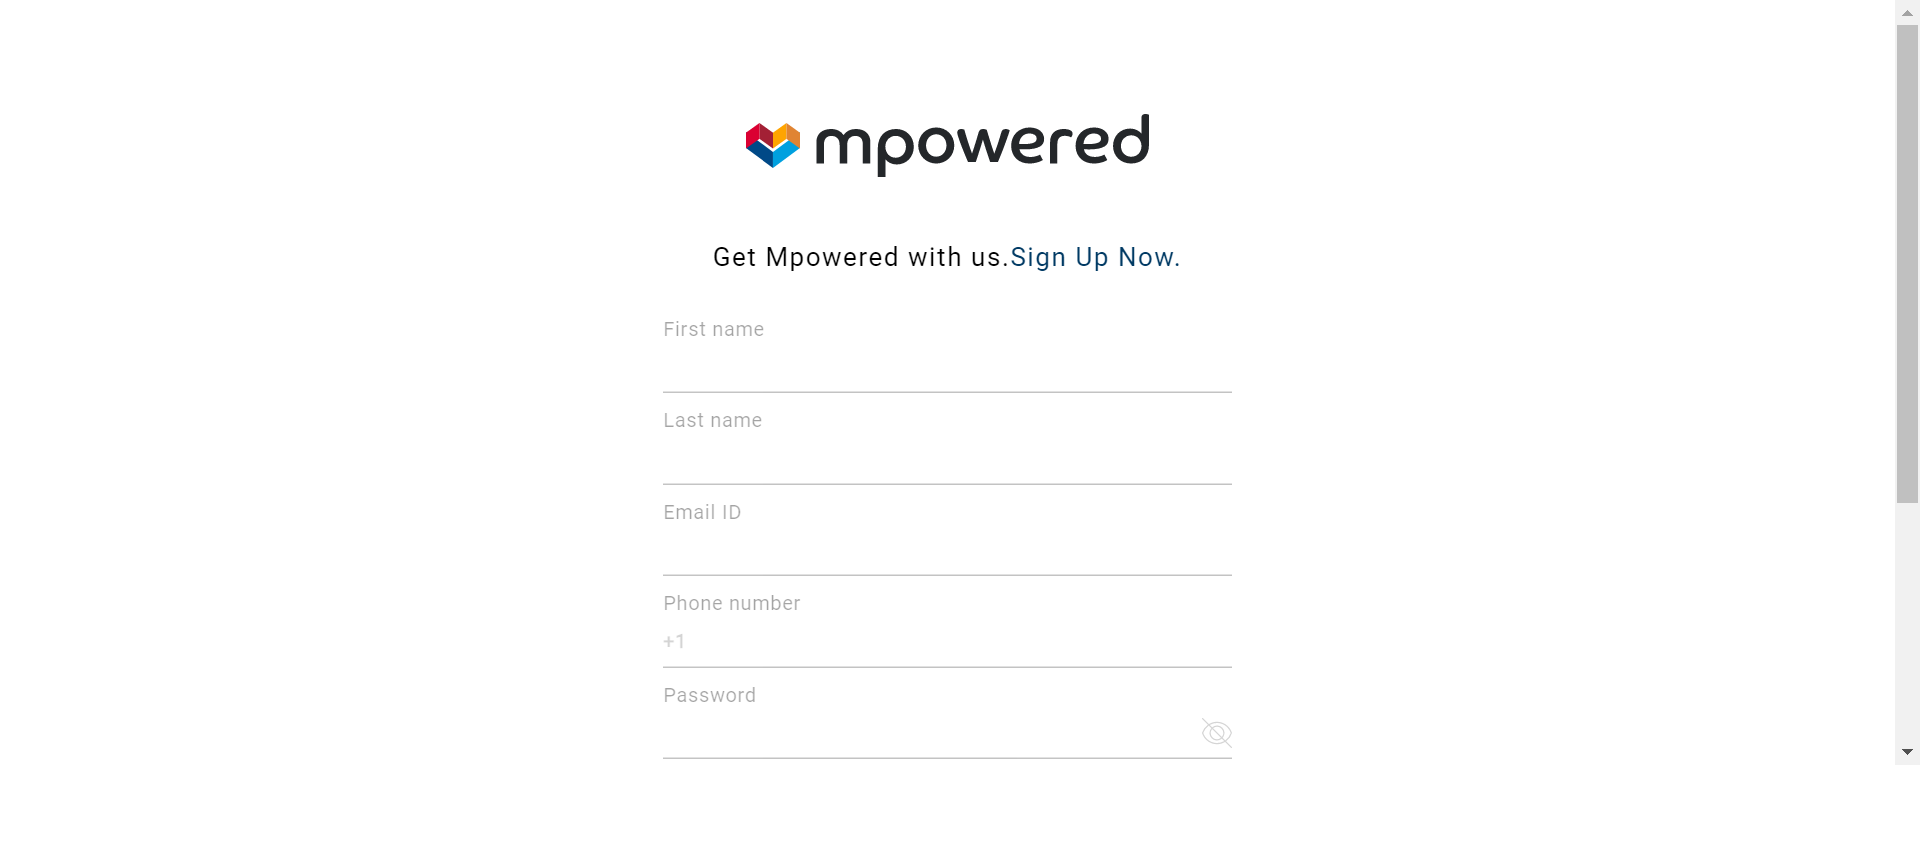 mpowered
Get Mpowered with us.Sign Up Now.
First name
Last name
Email ID
Phone number
+1
Password